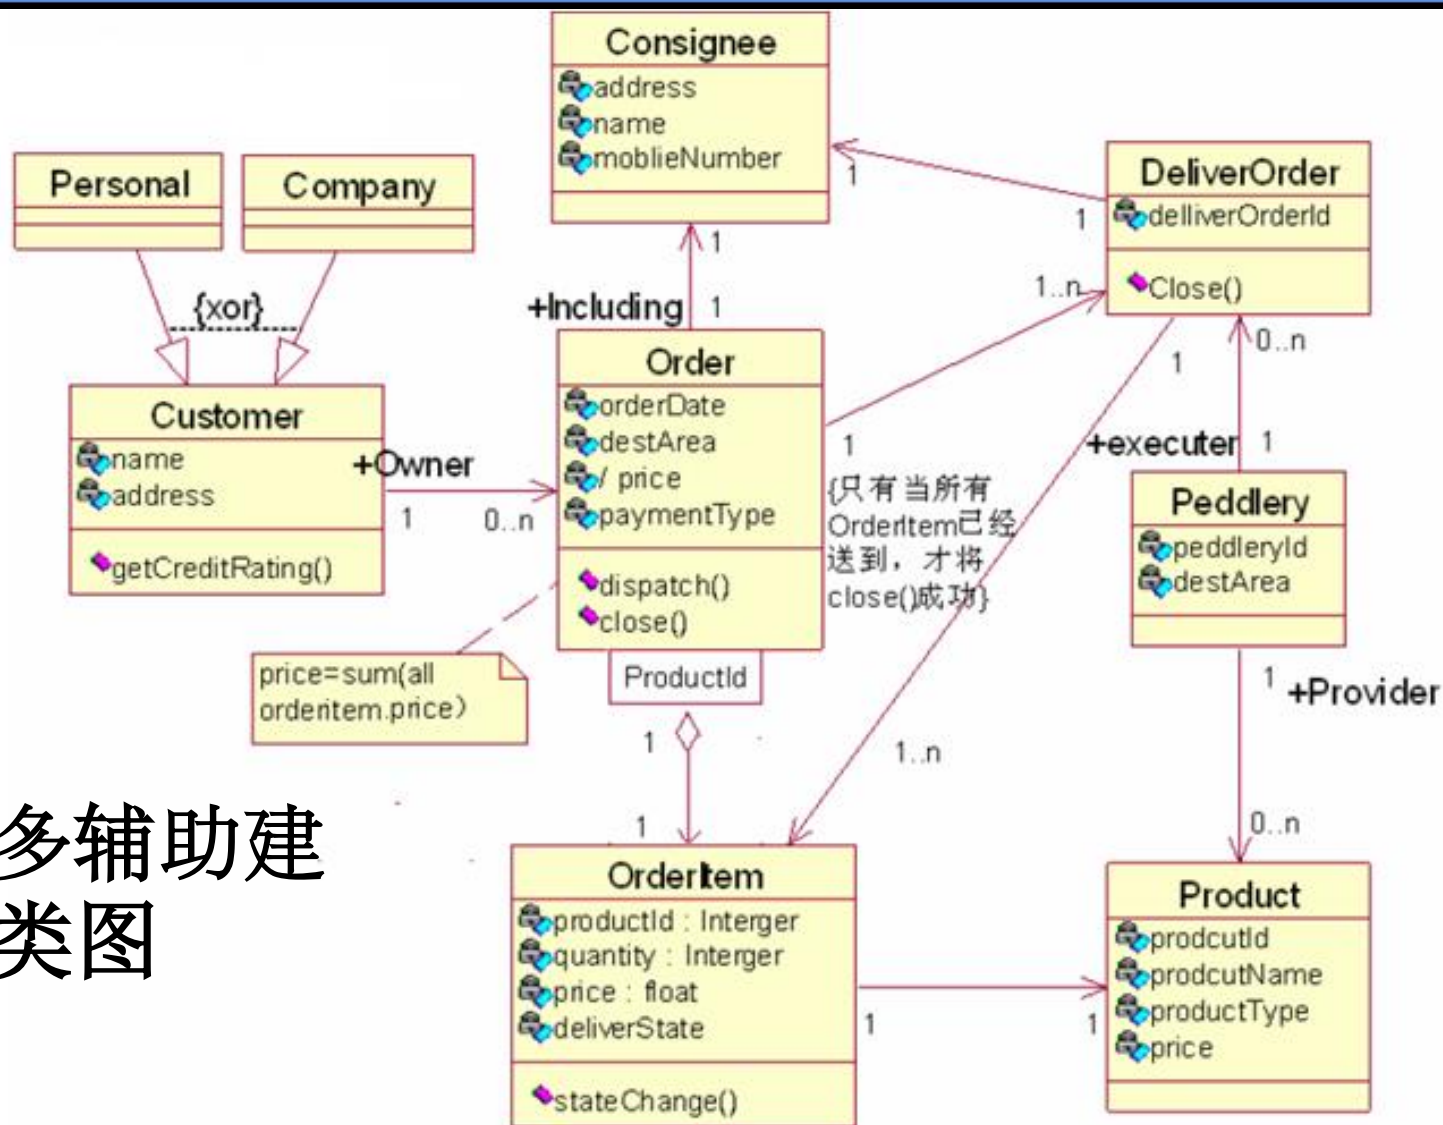 Consignee
address
name
moblieNumber
Personal
Company
{xor}
Customer
name
address
getCreditRating()
+Owner
1
0..n
+Including
1
1
Order
orderDate
destArea
/ price
paymentType
dispatch()
close()
ProductId
price=sum(all
orderitem.price)
1
1
1
1
DeliverOrder
delliverOrderId
Close()
1..n
1
{只有当所有
OrderItem已经
送到，才将
close()成功}
1
1..n
0..n
+executer
1
Peddlery
peddleryId
destArea
1
+Provider
0..n
OrderItem
productId : Interger
quantity : Interger
price : float
deliverState
stateChange()
1
1
Product
prodcutId
prodcutName
productType
price
多辅助建
类图